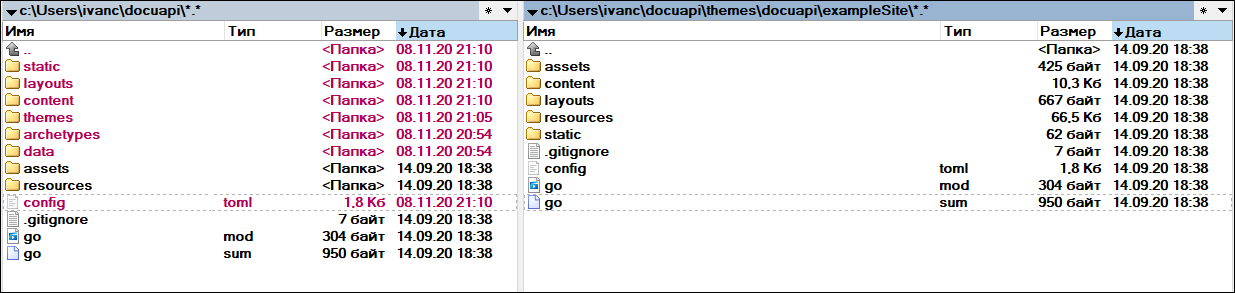 c:\Users\ivanc\docuapi\*.*
Имя Тип Размер Дата
.. <Папка> 08.11.20 21:10
static <Папка> 08.11.20 21:10
layouts <Папка> 08.11.20 21:10
content <Папка> 08.11.20 21:10
themes <Папка> 08.11.20 21:05
archetypes <Папка> 08.11.20 20:54
data <Папка> 08.11.20 20:54
assets <Папка> 14.09.20 18:38
resources <Папка> 14.09.20 18:38
config toml 1,8 Кб 08.11.20 21:10
.gitignore 7 байт 14.09.20 18:38
go mod 304 байт 14.09.20 18:38
go sum 950 байт 14.09.20 18:38
c:\Users\ivanc\docuapi\themes\docuapi\exampleSite\*.*
Имя Тип Размер Дата
.. <Папка> 14.09.20 18:38
assets 425 байт 14.09.20 18:38
content 10,3 Кб 14.09.20 18:38
layouts 667 байт 14.09.20 18:38
resources 66,5 Кб 14.09.20 18:38
static 62 байт 14.09.20 18:38
.gitignore 7 байт 14.09.20 18:38
config toml 1,8 Кб 14.09.20 18:38
go mod 304 байт 14.09.20 18:38
go sum 950 байт 14.09.20 18:38